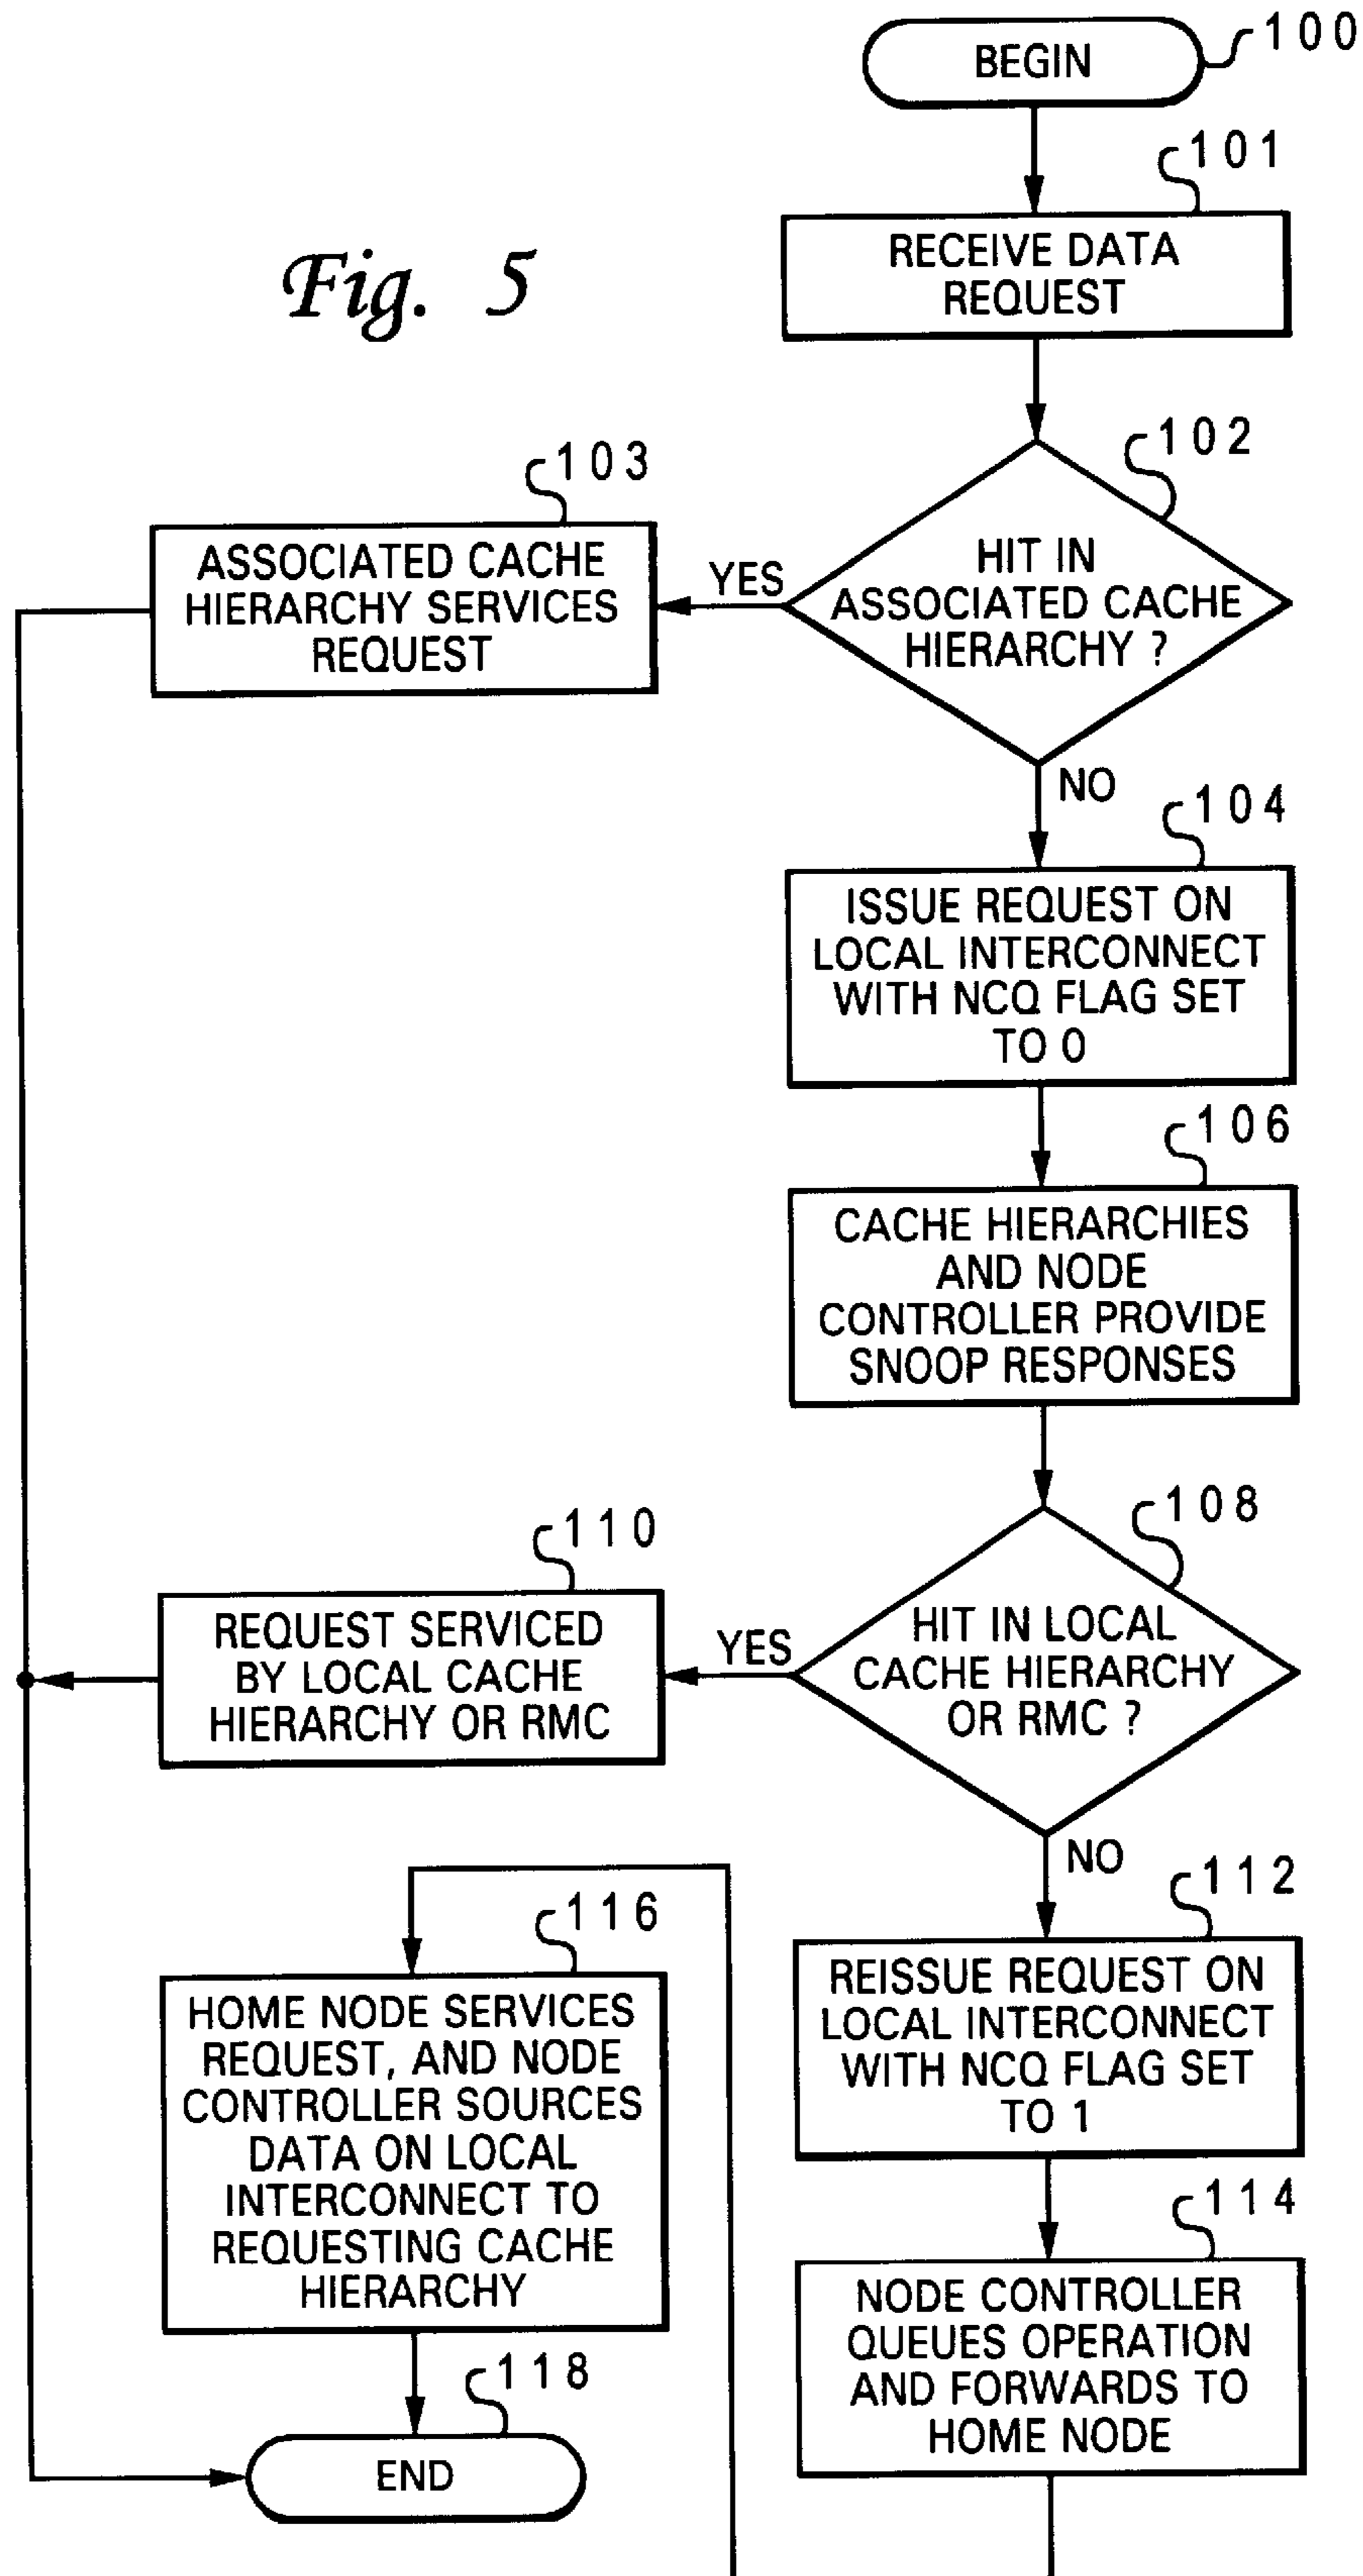 BEGIN
100
101
RECEIVE DATA
REQUEST
Fig. 5
102
HIT IN
ASSOCIATED CACHE
HIERARCHY ?
YES
103
ASSOCIATED CACHE
HIERARCHY SERVICES
REQUEST
NO
104
ISSUE REQUEST ON
LOCAL INTERCONNECT
WITH NCQ FLAG SET
TO 0
106
CACHE HIERARCHIES
AND NODE
CONTROLLER PROVIDE
SNOOP RESPONSES
108
HIT IN LOCAL
CACHE HIERARCHY
OR RMC ?
YES
110
REQUEST SERVICED
BY LOCAL CACHE
HIERARCHY OR RMC
NO
112
REISSUE REQUEST ON
LOCAL INTERCONNECT
WITH NCQ FLAG SET
TO 1
114
NODE CONTROLLER
QUEUES OPERATION
AND FORWARDS TO
HOME NODE
116
HOME NODE SERVICES
REQUEST, AND NODE
CONTROLLER SOURCES
DATA ON LOCAL
INTERCONNECT TO
REQUESTING CACHE
HIERARCHY
118
END